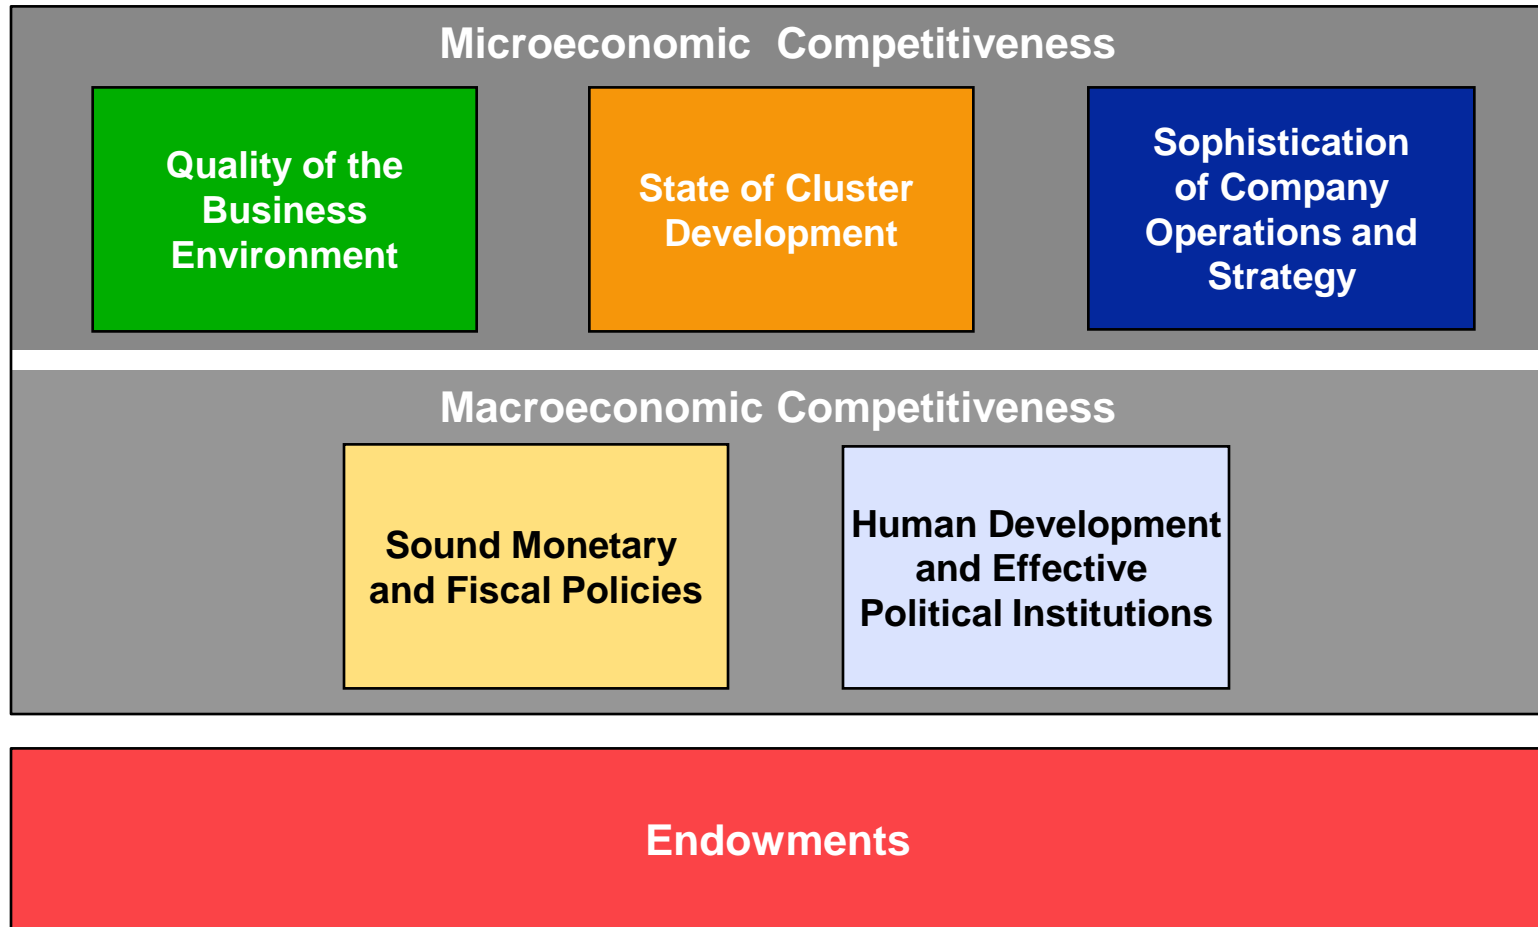 Microeconomic Competitiveness
Quality of the
Business
Environment
State of Cluster
Development
Sophistication
of Company
Operations and
Strategy
Macroeconomic Competitiveness
Sound Monetary
and Fiscal Policies
Human Development
and Effective
Political Institutions
Endowments